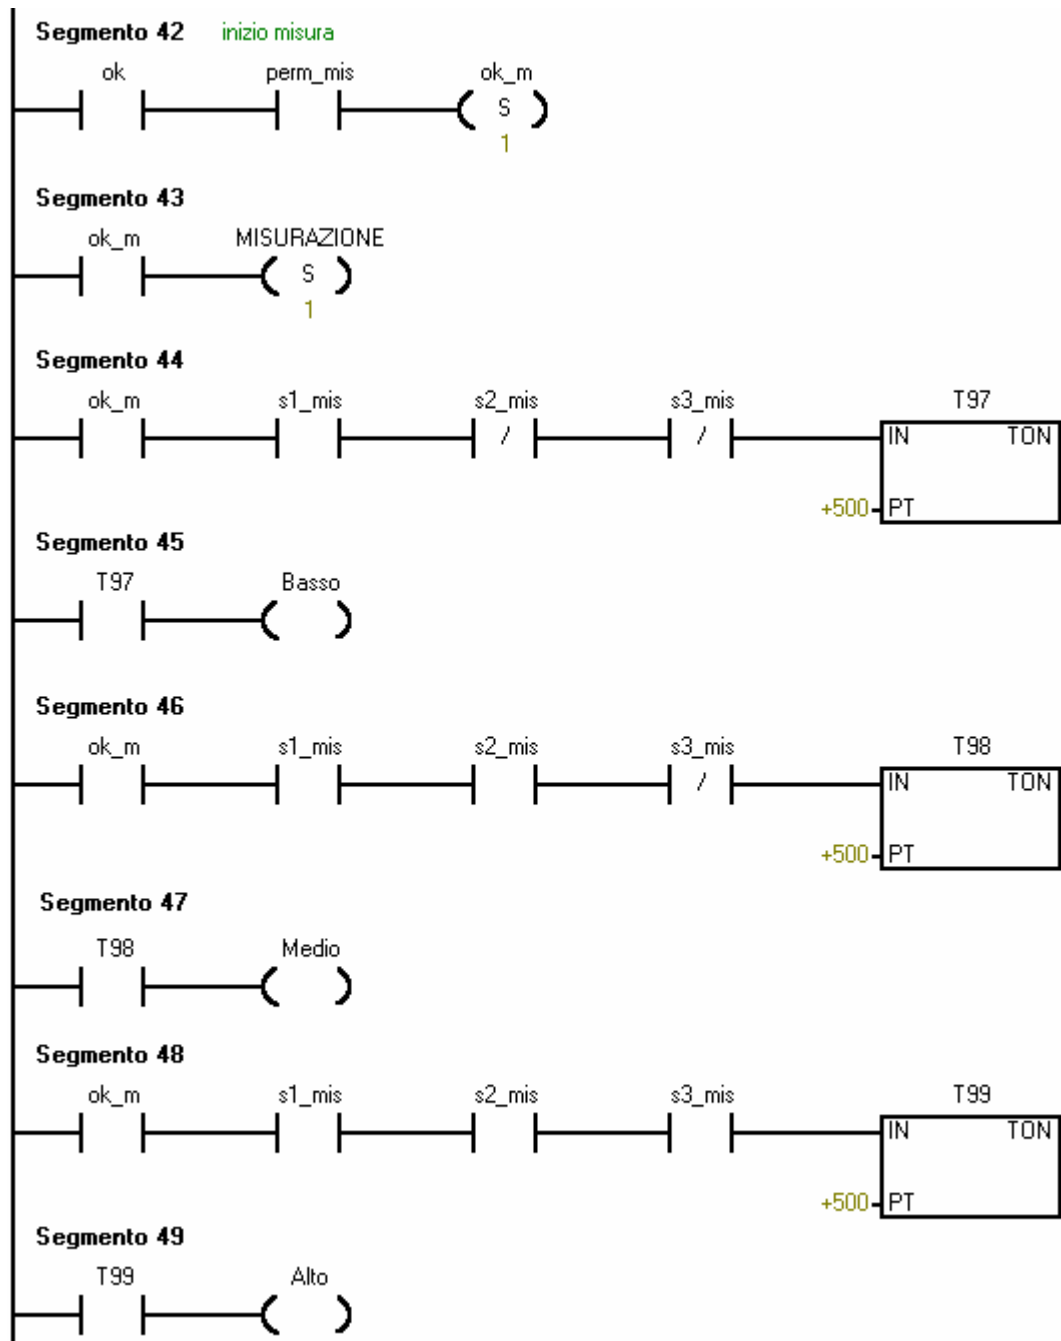 Segmento 42 inizio misura
ok perm_mis ok_m
S
1
Segmento 43
ok_m MISURAZIONE
S
1
Segmento 44
ok_m s1_mis s2_mis s3_mis T97
/ / IN TON
+500 PT
Segmento 45
T97 Basso
Segmento 46
ok_m s1_mis s2_mis s3_mis T98
/ IN TON
+500 PT
Segmento 47
T98 Medio
Segmento 48
ok_m s1_mis s2_mis s3_mis T99
IN TON
+500 PT
Segmento 49
T99 Alto